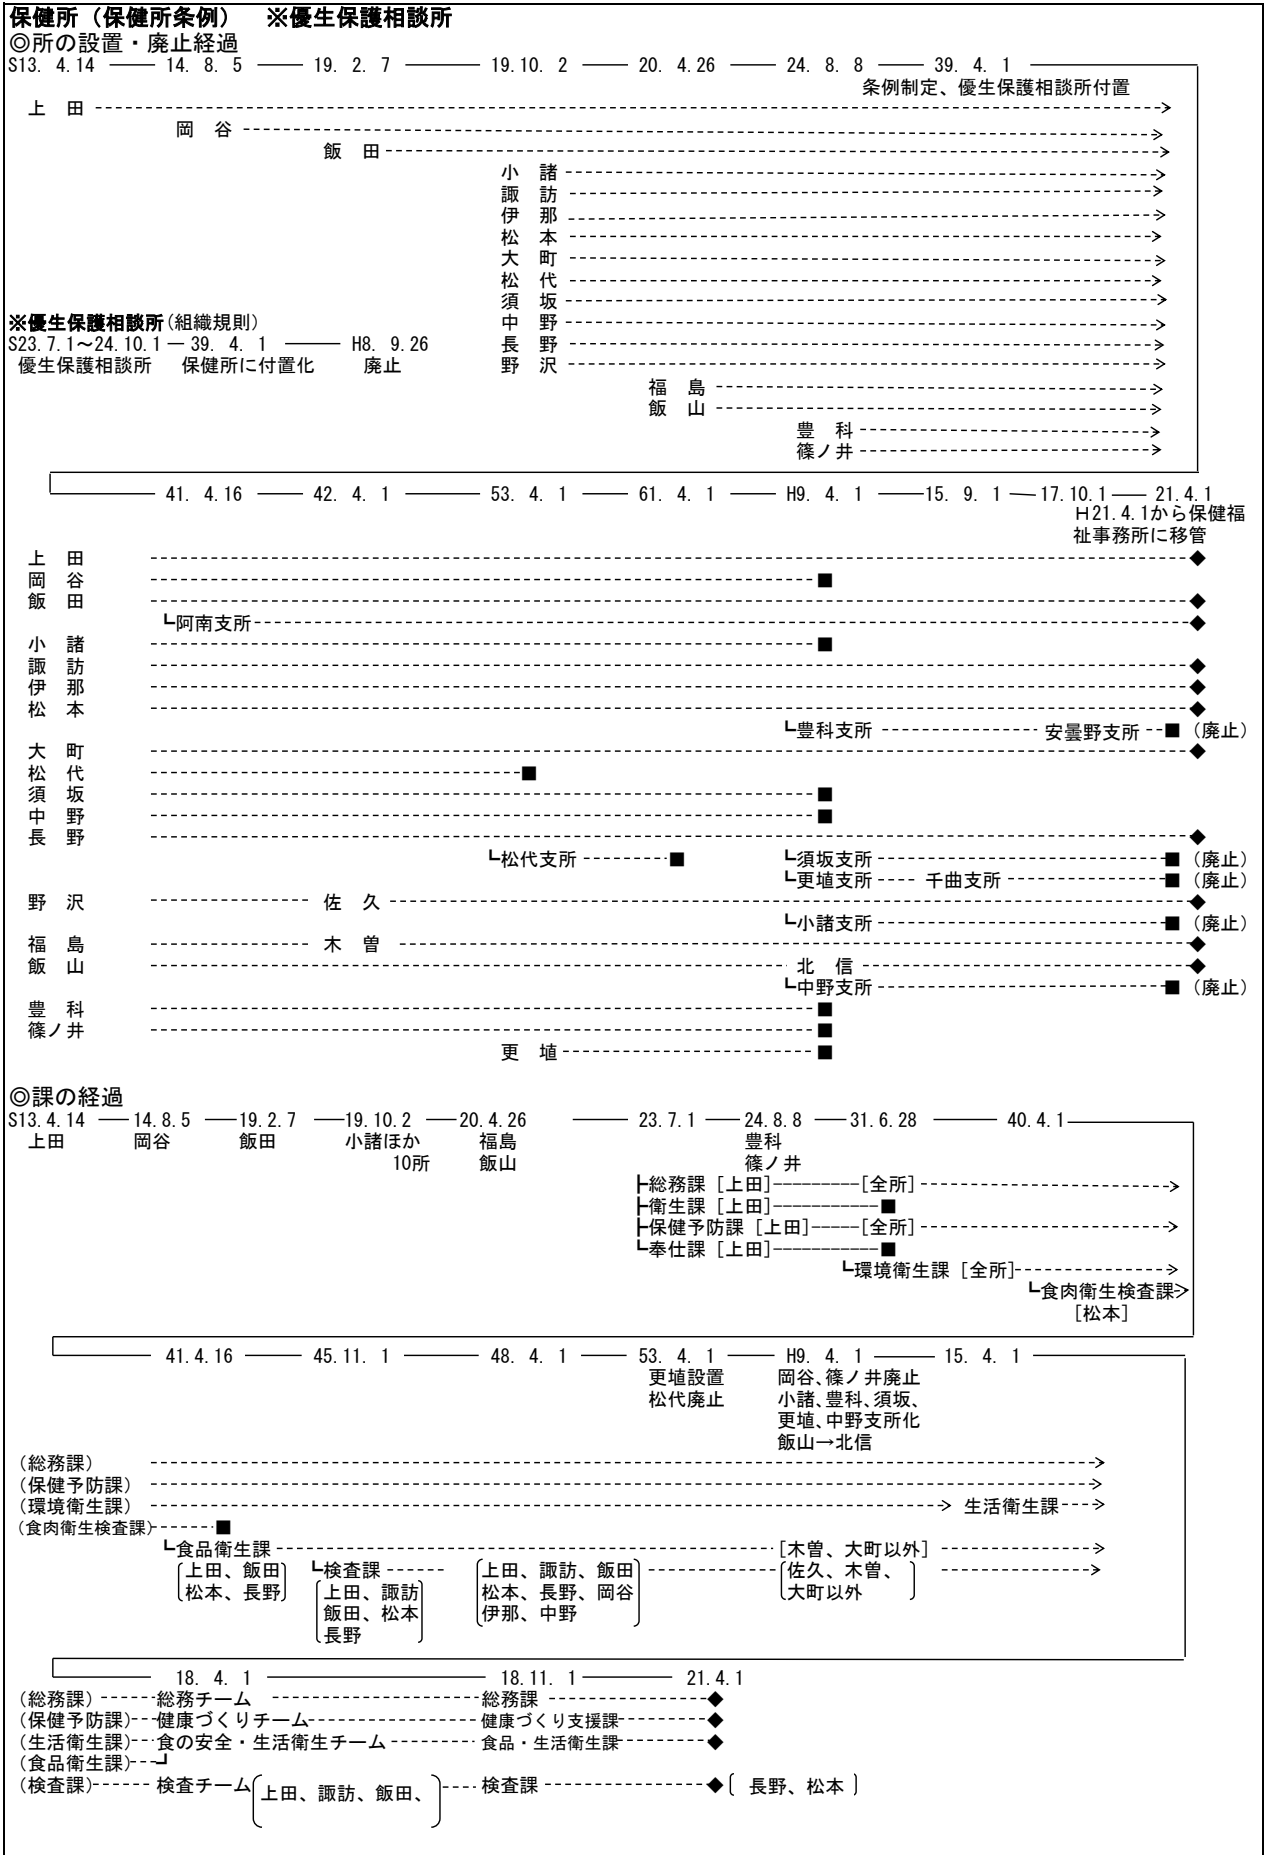 保健所（保健所条例）　※優生保護相談所
◎所の設置・廃止経過
S13. 4.14 ―― 14. 8. 5 ―― 19. 2. 7 ―― 19.10. 2 ―― 20. 4.26 ―― 24. 8. 8 ―― 39. 4. 1
条例制定、優生保護相談所付置
上　田
岡　谷
飯　田
小　諸
諏　訪
伊　那
松　本
大　町
松　代
須　坂
※優生保護相談所(組織規則)　中　野
S23.7.1～24.10.1 ― 39. 4. 1 ―― H8. 9.26　長　野
優生保護相談所　保健所に付置化　廃止　野　沢
福　島
飯　山
豊　科
篠ノ井
41. 4.16 ―― 42. 4. 1 ―― 53. 4. 1 ―― 61. 4. 1 ―― H9. 4. 1 ―― 15. 9. 1 ― 17.10.1 ―― 21.4.1
Ｈ21.4.1から保健福
祉事務所に移管
上　田 ◆
岡　谷 ■
飯　田 ◆
┗阿南支所 ◆
小　諸 ■
諏　訪 ◆
伊　那 ◆
松　本 ◆
┗豊科支所 安曇野支所 ■（廃止）
大　町 ◆
松　代 ■
須　坂 ■
中　野 ■
長　野 ◆
┗松代支所 ■ ┗須坂支所 ■（廃止）
┗更埴支所 千曲支所 ■（廃止）
野　沢 佐　久 ◆
┗小諸支所 ■（廃止）
福　島 木　曽 ◆
飯　山 北　信 ◆
┗中野支所 ■（廃止）
豊　科 ■
篠ノ井 ■
更　埴 ■
◎課の経過
S13.4.14 ―― 14.8.5 ―― 19.2.7 ―― 19.10.2 ―― 20.4.26 ―― 23.7.1 ―― 24.8.8 ―― 31.6.28 ―― 40.4.1
上田　岡谷　飯田　小諸ほか　福島　豊科
10所　飯山　篠ノ井
┣総務課［上田］［全所］
┣衛生課［上田］■
┣保健予防課［上田］［全所］
┗奉仕課［上田］■
┗環境衛生課［全所］
┗食肉衛生検査課
［松本］
41.4.16 ―― 45.11. 1 ―― 48. 4. 1 ―― 53. 4. 1 ―― H9. 4. 1 ―― 15. 4. 1
更埴設置　岡谷、篠ノ井廃止
松代廃止　小諸、豊科、須坂、
更埴、中野支所化
飯山→北信
（総務課）
（保健予防課）
（環境衛生課） 生活衛生課
（食肉衛生検査課） ■
┗食品衛生課 ［木曽、大町以外］
上田、飯田 ┗検査課 上田、諏訪、飯田 佐久、木曽、
松本、長野 上田、諏訪 松本、長野、岡谷 大町以外
飯田、松本 伊那、中野
長野
18. 4. 1 ―― 18.11. 1 ―― 21.4.1
（総務課） 総務チーム 総務課 ◆
（保健予防課） 健康づくりチーム 健康づくり支援課 ◆
（生活衛生課） 食の安全・生活衛生チーム 食品・生活衛生課 ◆
（食品衛生課） ┛
（検査課） 検査チーム 上田、諏訪、飯田、 検査課 ◆〔 長野、松本 〕